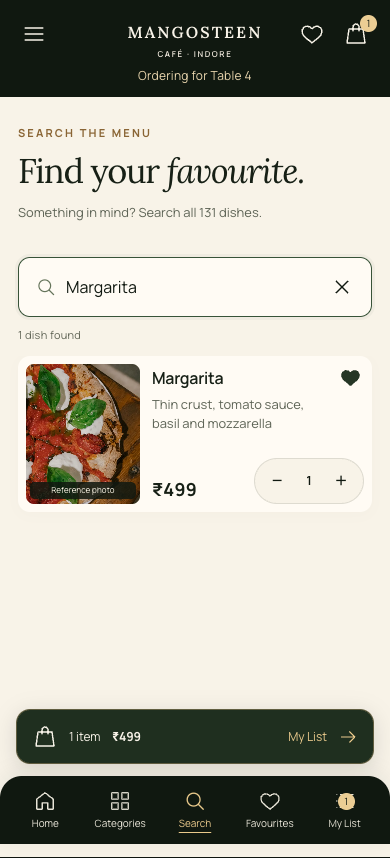 MANGOSTEEN
1
CAFÉ · INDORE
Ordering for Table 4
SEARCH THE MENU
Find your favourite.
Something in mind? Search all 131 dishes.
Margarita
1 dish found
Margarita
Thin crust, tomato sauce,
basil and mozzarella
Reference photo
₹499
− 1 +
1 item ₹499 My List →
1
Home Categories Search Favourites My List